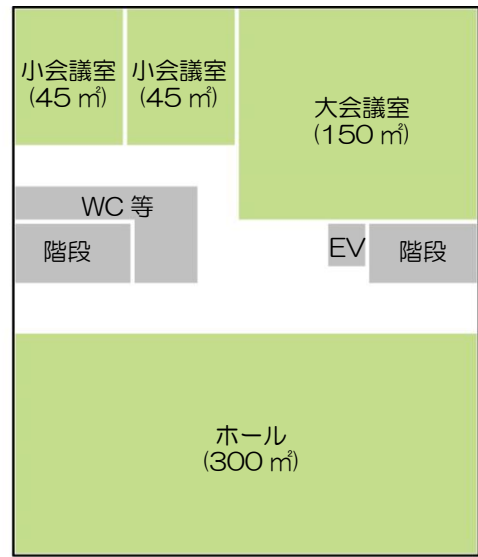 小会議室
(45 ㎡)
小会議室
(45 ㎡)
大会議室
(150 ㎡)
WC 等
階段
EV
階段
ホール
(300 ㎡)